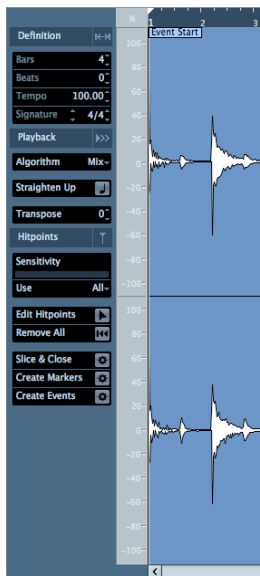 %
1 2 3
Event Start
Definition
Bars 4
Beats 0
Tempo 100.00
Signature 4/4
Playback
Algorithm Mix
Straighten Up
Transpose 0
Hitpoints
Sensitivity
Use All
Edit Hitpoints
Remove All
Slice & Close
Create Markers
Create Events
100
80
60
40
20
0
-20
-40
-60
-80
-100
100
80
60
40
20
0
-20
-40
-60
-80
-100